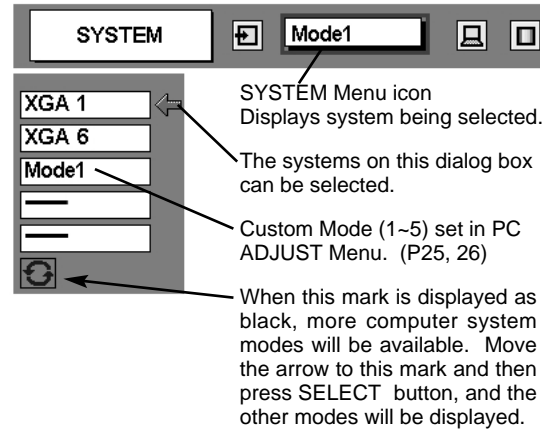 SYSTEM
Mode1
XGA 1
XGA 6
Mode1
SYSTEM Menu icon
Displays system being selected.
The systems on this dialog box
can be selected.
Custom Mode (1~5) set in PC
ADJUST Menu.  (P25, 26)
When this mark is displayed as
black, more computer system
modes will be available.  Move
the arrow to this mark and then
press SELECT  button, and the
other modes will be displayed.